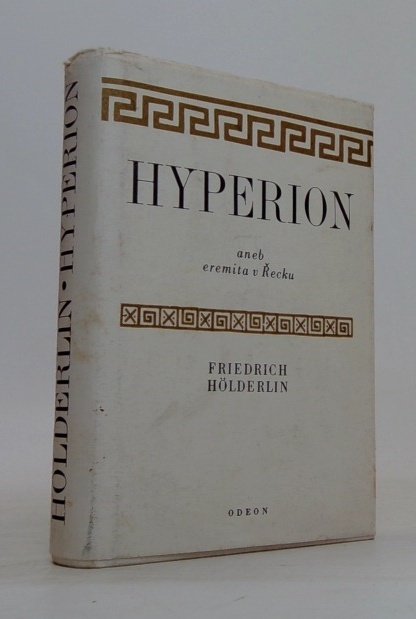 HÖLDERLIN · HYPERION
HYPERION
aneb
eremita v Řecku
FRIEDRICH
HÖLDERLIN
ODEON